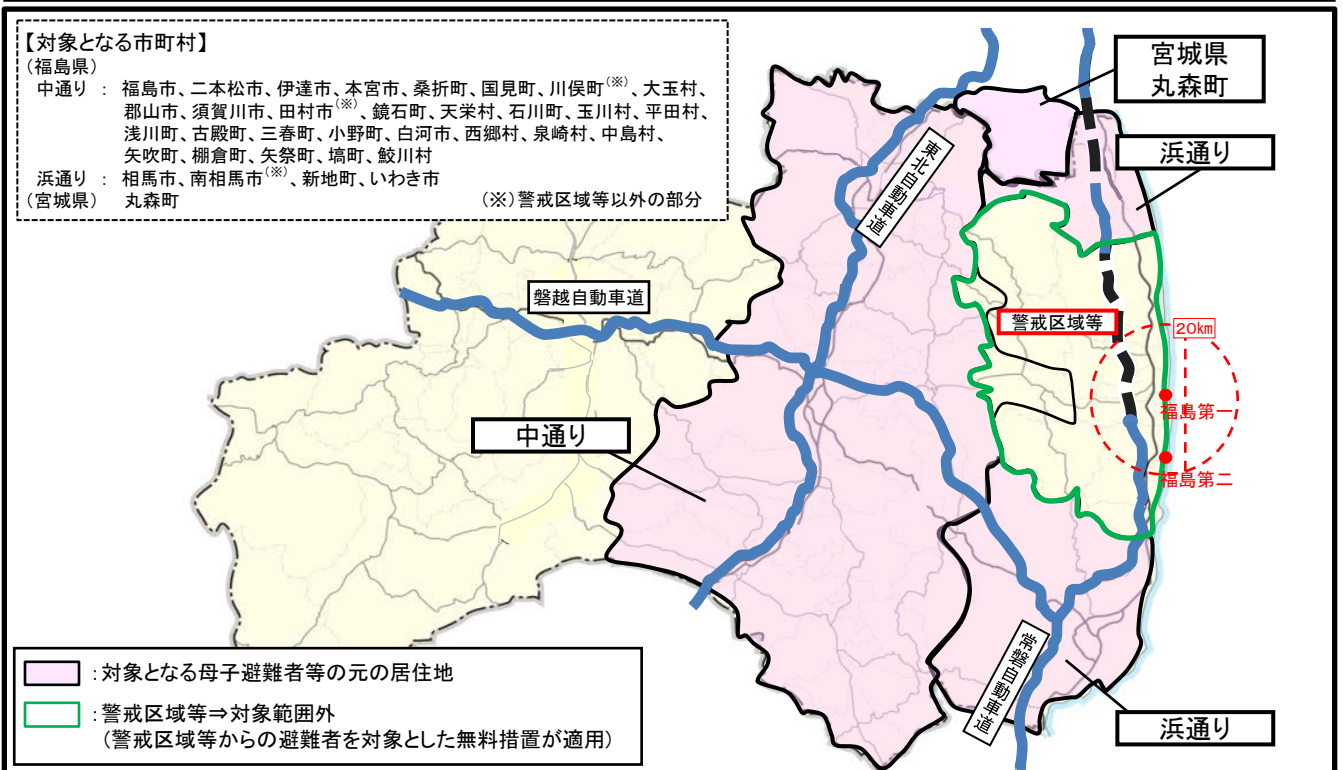 【対象となる市町村】
(福島県)
中通り : 福島市、二本松市、伊達市、本宮市、桑折町、国見町、川俣町(※)、大玉村、
郡山市、須賀川市、田村市(※)、鏡石町、天栄村、石川町、玉川村、平田村、
浅川町、古殿町、三春町、小野町、白河市、西郷村、泉崎村、中島村、
矢吹町、棚倉町、矢祭町、塙町、鮫川村
浜通り : 相馬市、南相馬市(※)、新地町、いわき市
(宮城県) 丸森町 (※)警戒区域等以外の部分
宮城県
丸森町
浜通り
東北自動車道
磐越自動車道
警戒区域等
20km
福島第一
中通り
福島第二
常磐自動車道
浜通り
:対象となる母子避難者等の元の居住地
:警戒区域等⇒対象範囲外
(警戒区域等からの避難者を対象とした無料措置が適用)